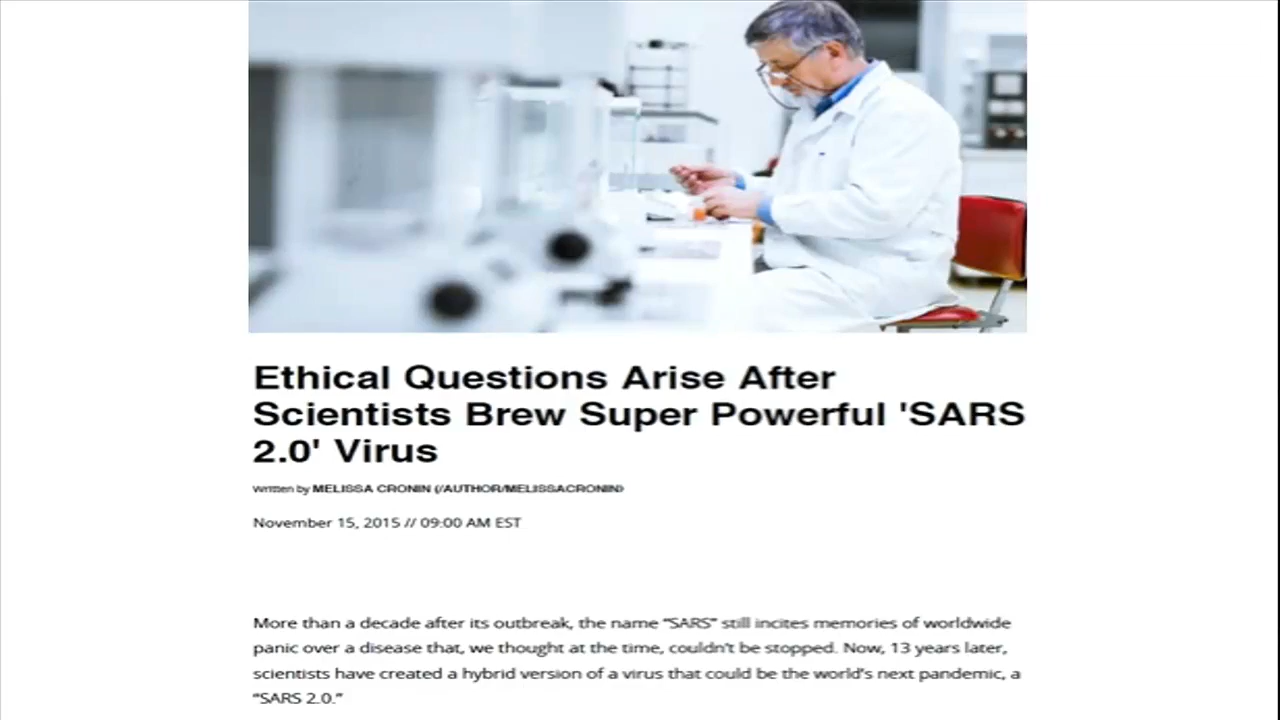 Ethical Questions Arise After
Scientists Brew Super Powerful 'SARS
2.0' Virus
Written by MELISSA CRONIN (/AUTHOR/MELISSACRONIN)
November 15, 2015 // 09:00 AM EST
More than a decade after its outbreak, the name “SARS” still incites memories of worldwide
panic over a disease that, we thought at the time, couldn’t be stopped. Now, 13 years later,
scientists have created a hybrid version of a virus that could be the world’s next pandemic, a
“SARS 2.0.”